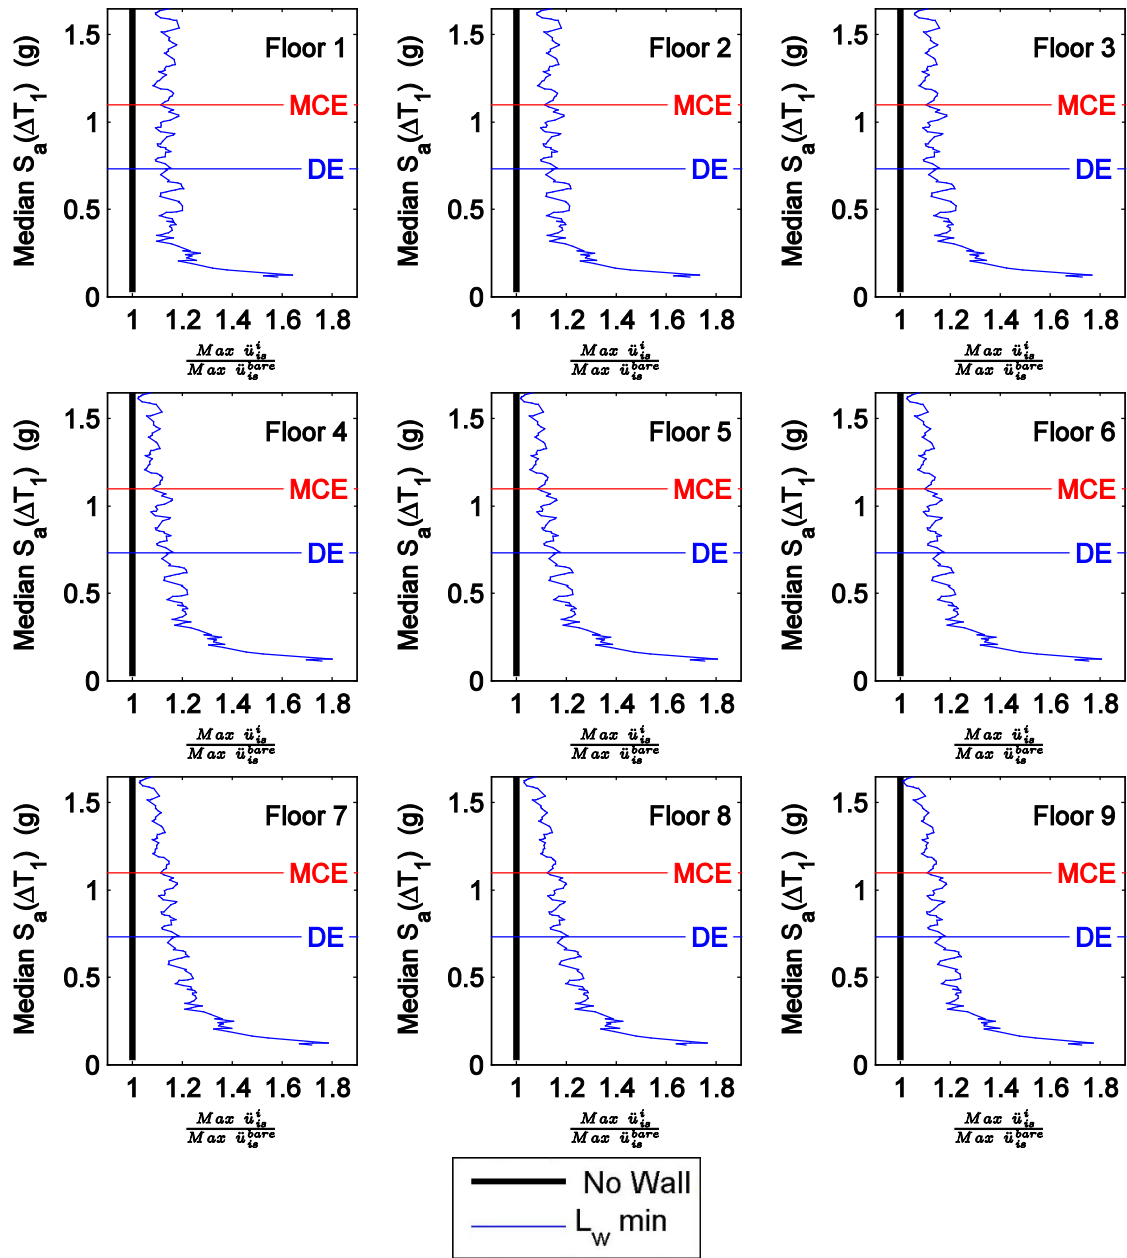 Median Sa(ΔT1) (g)
1.5
1
0.5
0
Floor 1
MCE
DE
1 1.2 1.4 1.6 1.8
Max ü^i_is
Max ü^bare_is
Median Sa(ΔT1) (g)
1.5
1
0.5
0
Floor 2
MCE
DE
1 1.2 1.4 1.6 1.8
Max ü^i_is
Max ü^bare_is
Median Sa(ΔT1) (g)
1.5
1
0.5
0
Floor 3
MCE
DE
1 1.2 1.4 1.6 1.8
Max ü^i_is
Max ü^bare_is
Median Sa(ΔT1) (g)
1.5
1
0.5
0
Floor 4
MCE
DE
1 1.2 1.4 1.6 1.8
Max ü^i_is
Max ü^bare_is
Median Sa(ΔT1) (g)
1.5
1
0.5
0
Floor 5
MCE
DE
1 1.2 1.4 1.6 1.8
Max ü^i_is
Max ü^bare_is
Median Sa(ΔT1) (g)
1.5
1
0.5
0
Floor 6
MCE
DE
1 1.2 1.4 1.6 1.8
Max ü^i_is
Max ü^bare_is
Median Sa(ΔT1) (g)
1.5
1
0.5
0
Floor 7
MCE
DE
1 1.2 1.4 1.6 1.8
Max ü^i_is
Max ü^bare_is
Median Sa(ΔT1) (g)
1.5
1
0.5
0
Floor 8
MCE
DE
1 1.2 1.4 1.6 1.8
Max ü^i_is
Max ü^bare_is
Median Sa(ΔT1) (g)
1.5
1
0.5
0
Floor 9
MCE
DE
1 1.2 1.4 1.6 1.8
Max ü^i_is
Max ü^bare_is
No Wall
Lw min